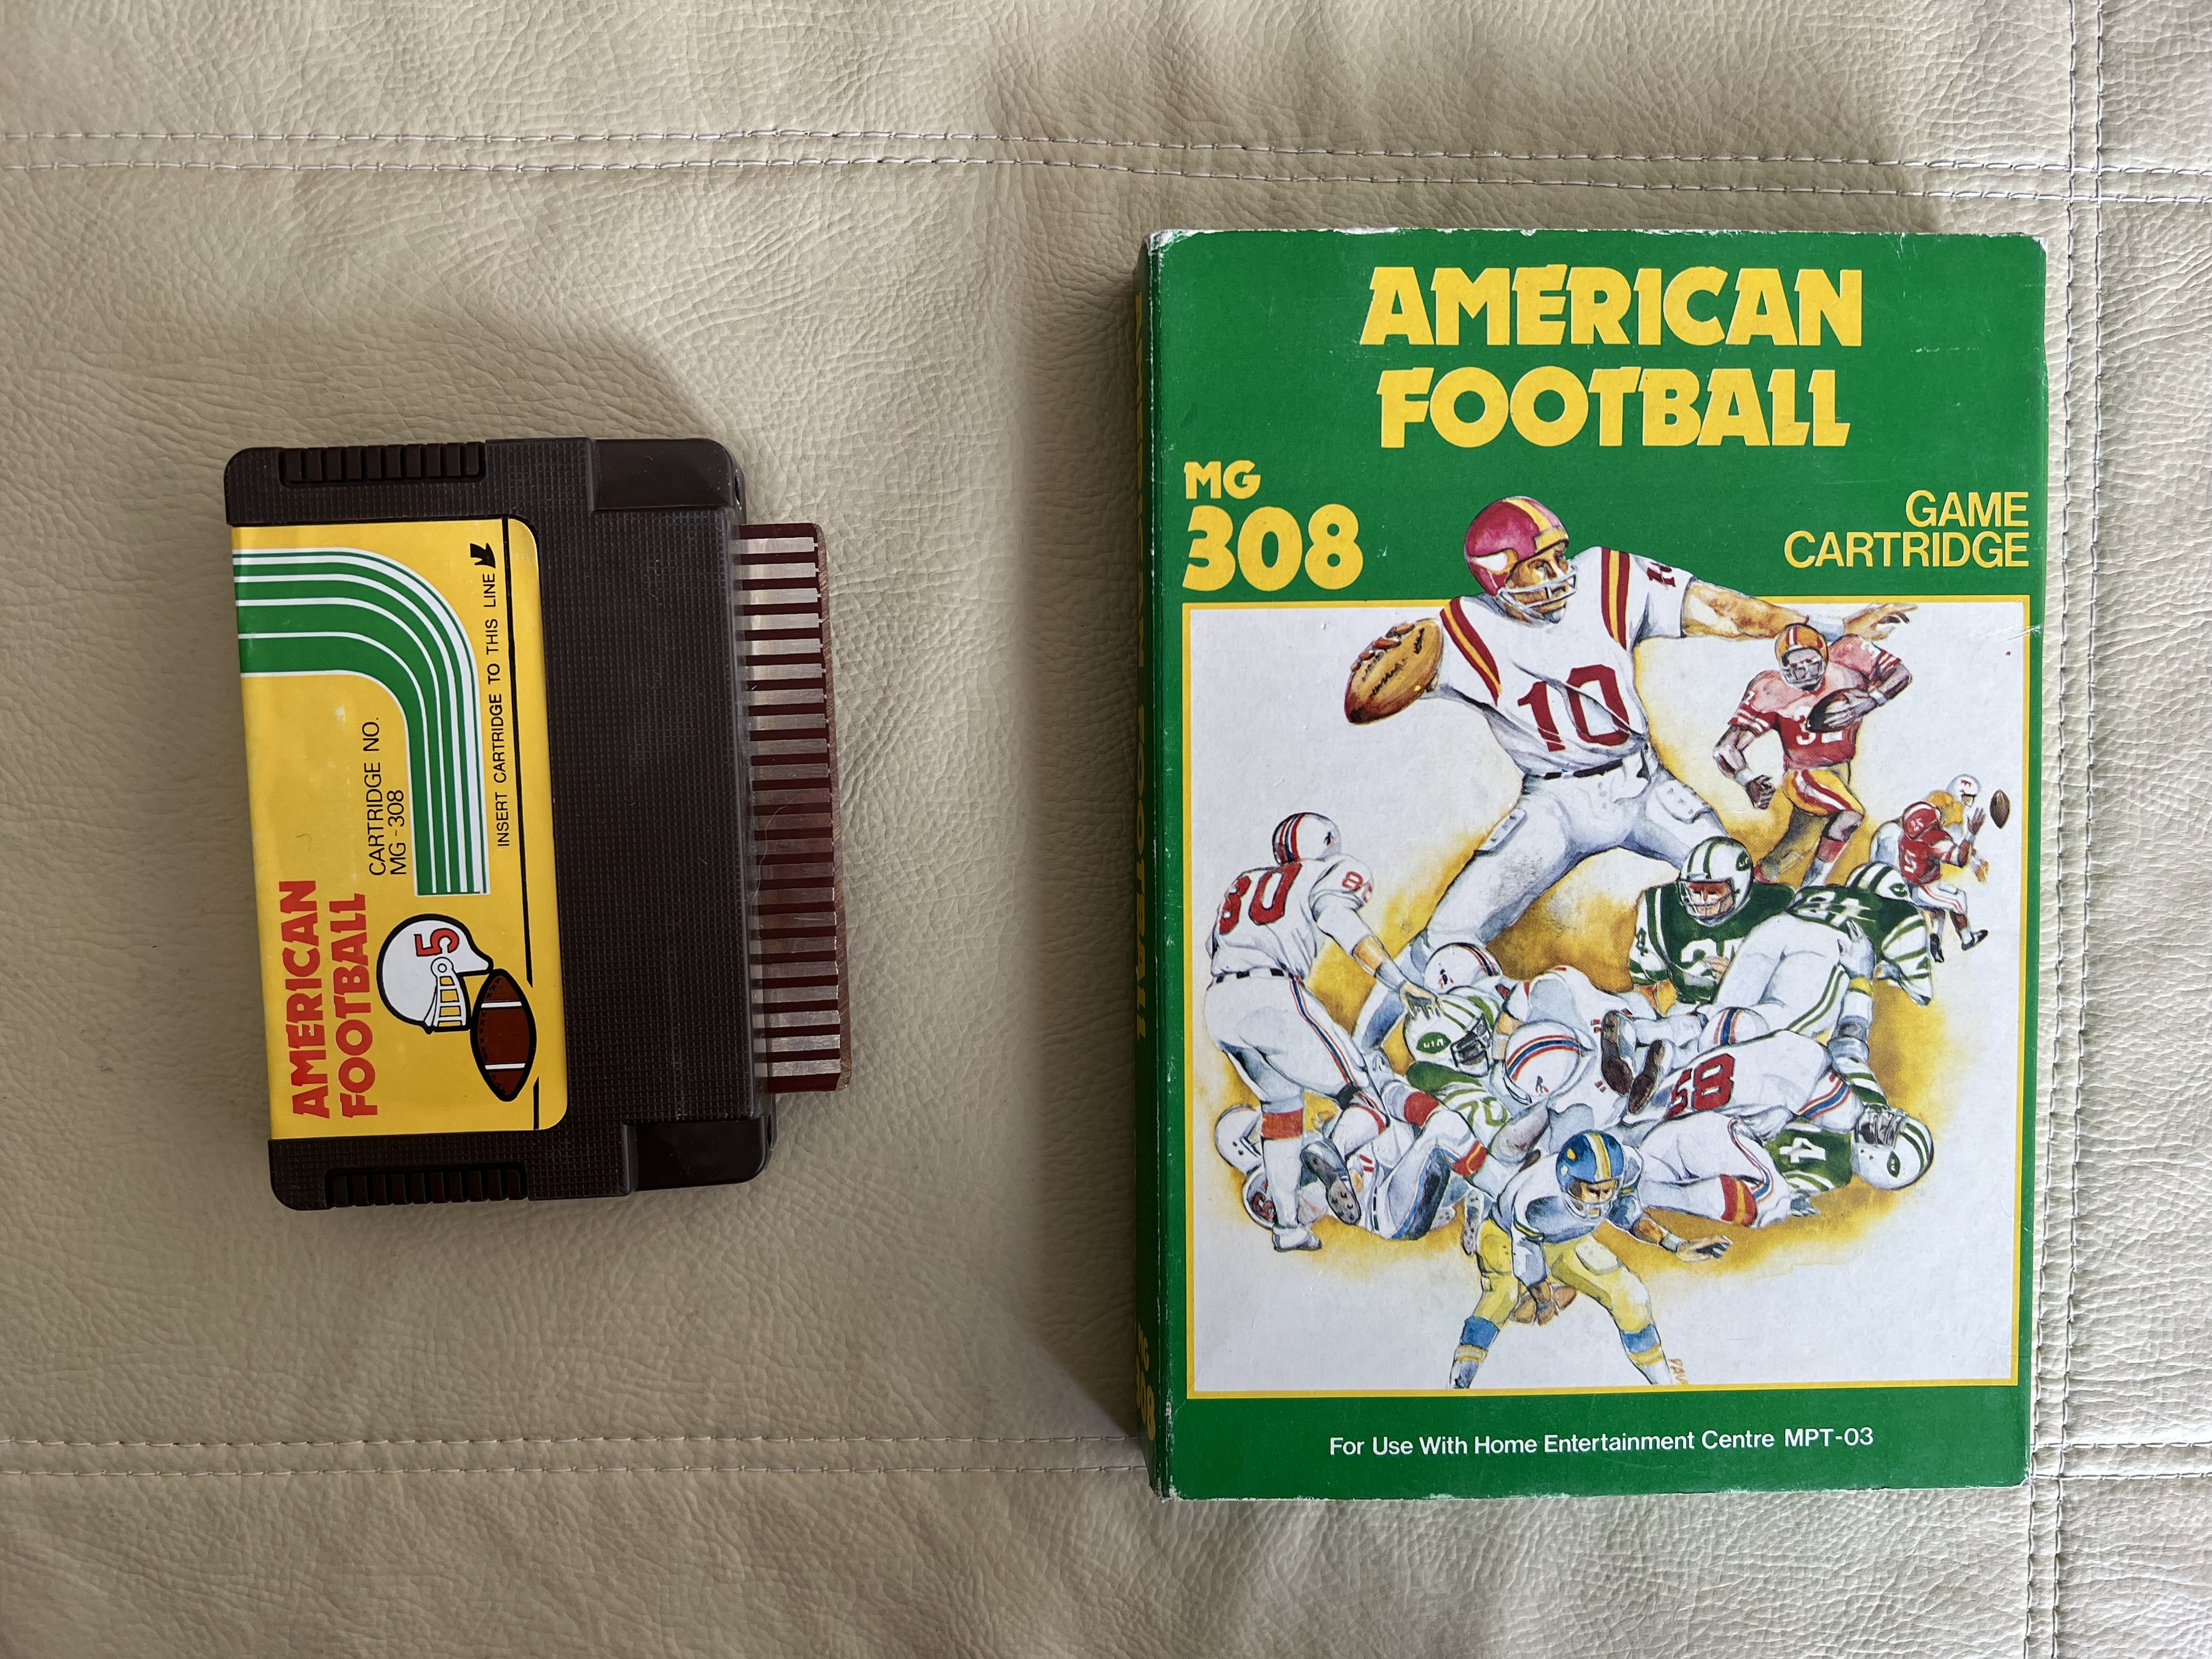 AMERICAN
FOOTBALL
CARTRIDGE NO.
MG-308
INSERT CARTRIDGE TO THIS LINE
5
AMERICAN
FOOTBALL
MG
308
GAME
CARTRIDGE
10
80
58
For Use With Home Entertainment Centre MPT-03